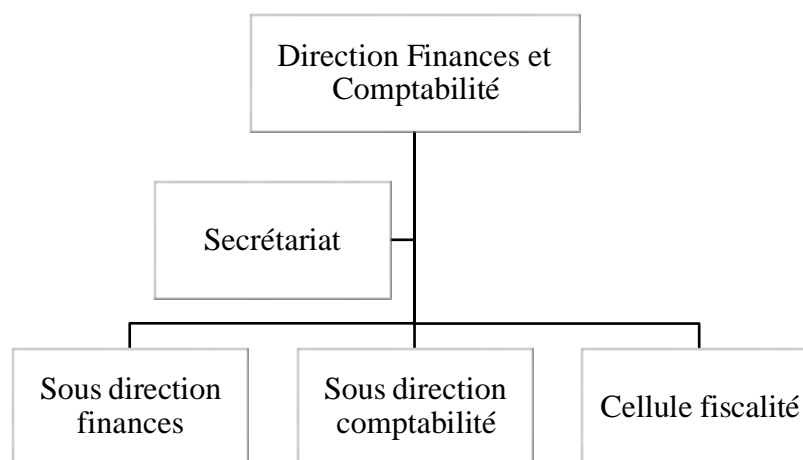 Direction Finances et
Comptabilité
Secrétariat
Sous direction
finances
Sous direction
comptabilité
Cellule fiscalité